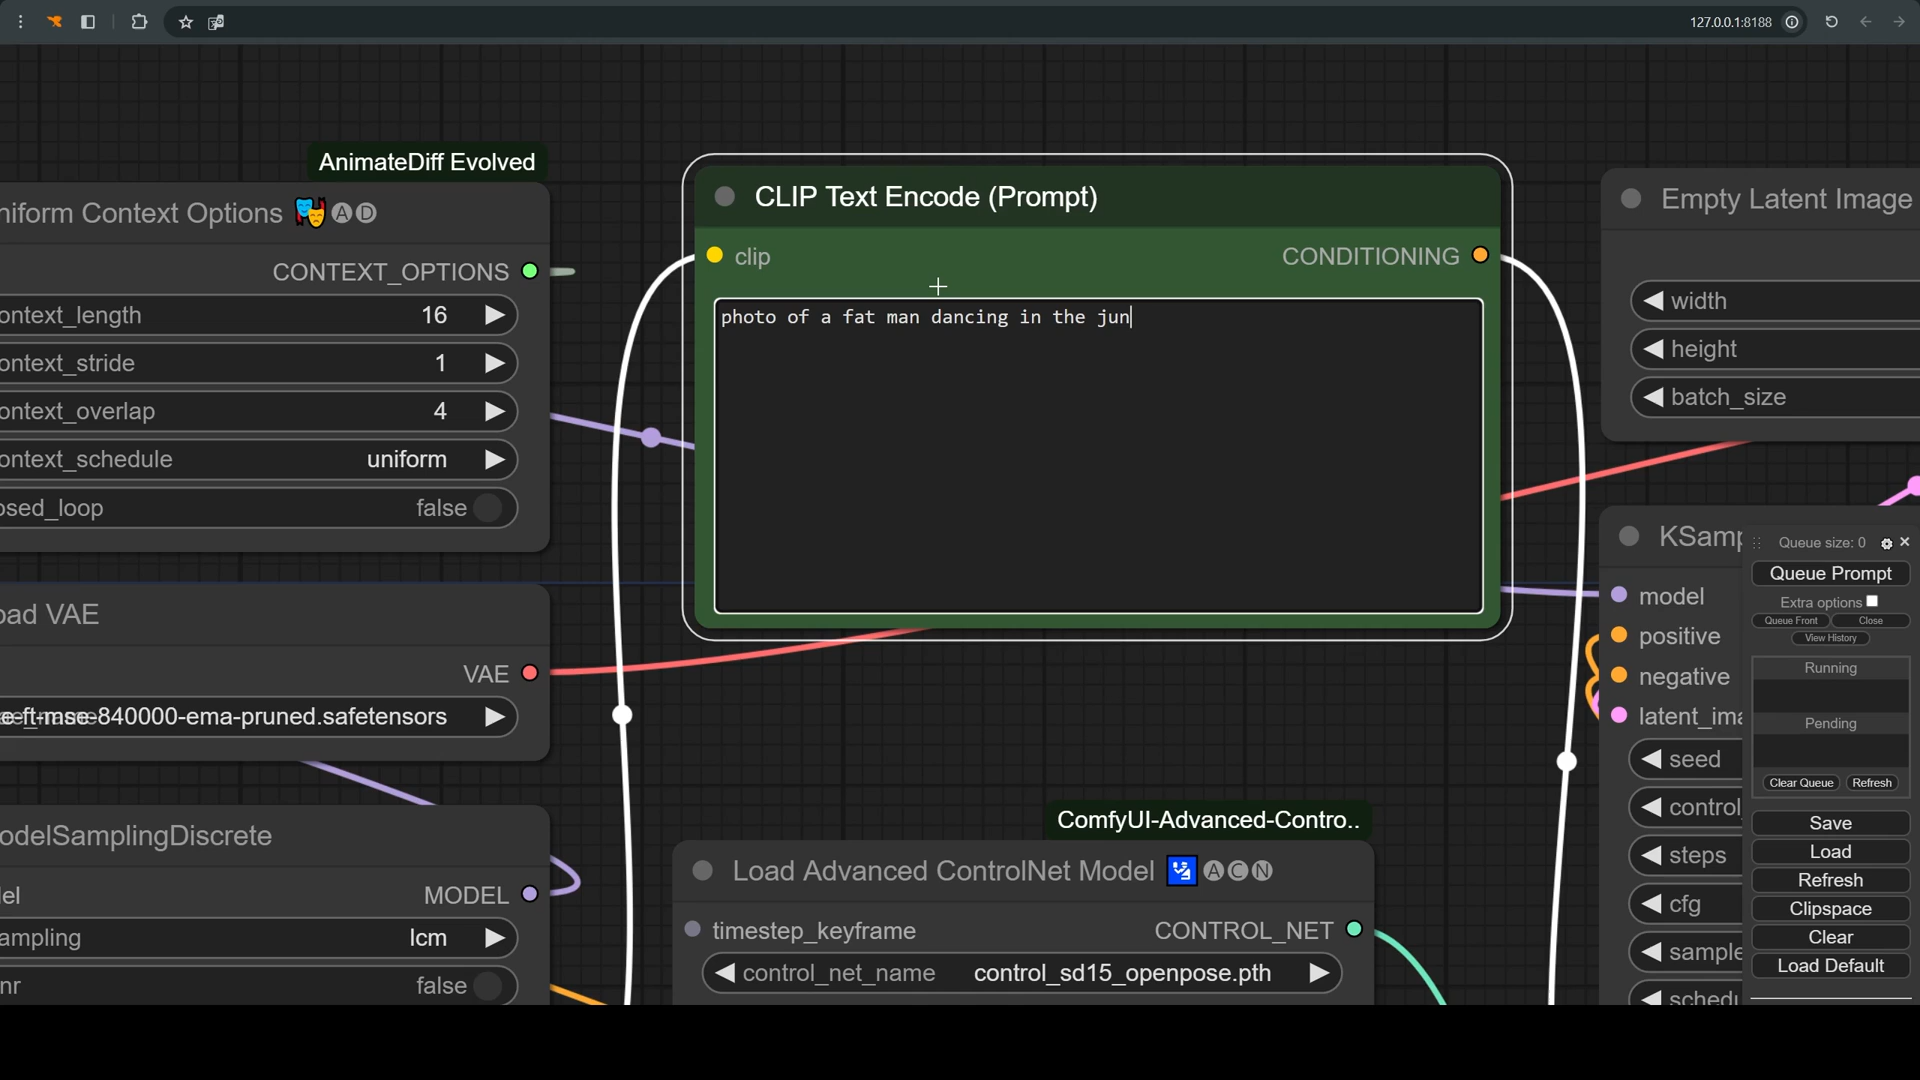 127.0.0.1:8188
AnimateDiff Evolved
niform Context Options
CONTEXT_OPTIONS
ontext_length 16
ontext_stride 1
ontext_overlap 4
ontext_schedule uniform
osed_loop false
oad VAE
VAE
e-ft-mse-840000-ema-pruned.safetensors
odelSamplingDiscrete
el MODEL
ampling lcm
nr false
CLIP Text Encode (Prompt)
clip CONDITIONING
photo of a fat man dancing in the jun
ComfyUI-Advanced-Contro..
Load Advanced ControlNet Model
timestep_keyframe CONTROL_NET
control_net_name control_sd15_openpose.pth
Empty Latent Image
width
height
batch_size
KSamp
model
positive
negative
latent_ima
seed
control
steps
cfg
sample
schedu
Queue size: 0
Queue Prompt
Extra options
Queue Front Close
View History
Running
Pending
Clear Queue Refresh
Save
Load
Refresh
Clipspace
Clear
Load Default